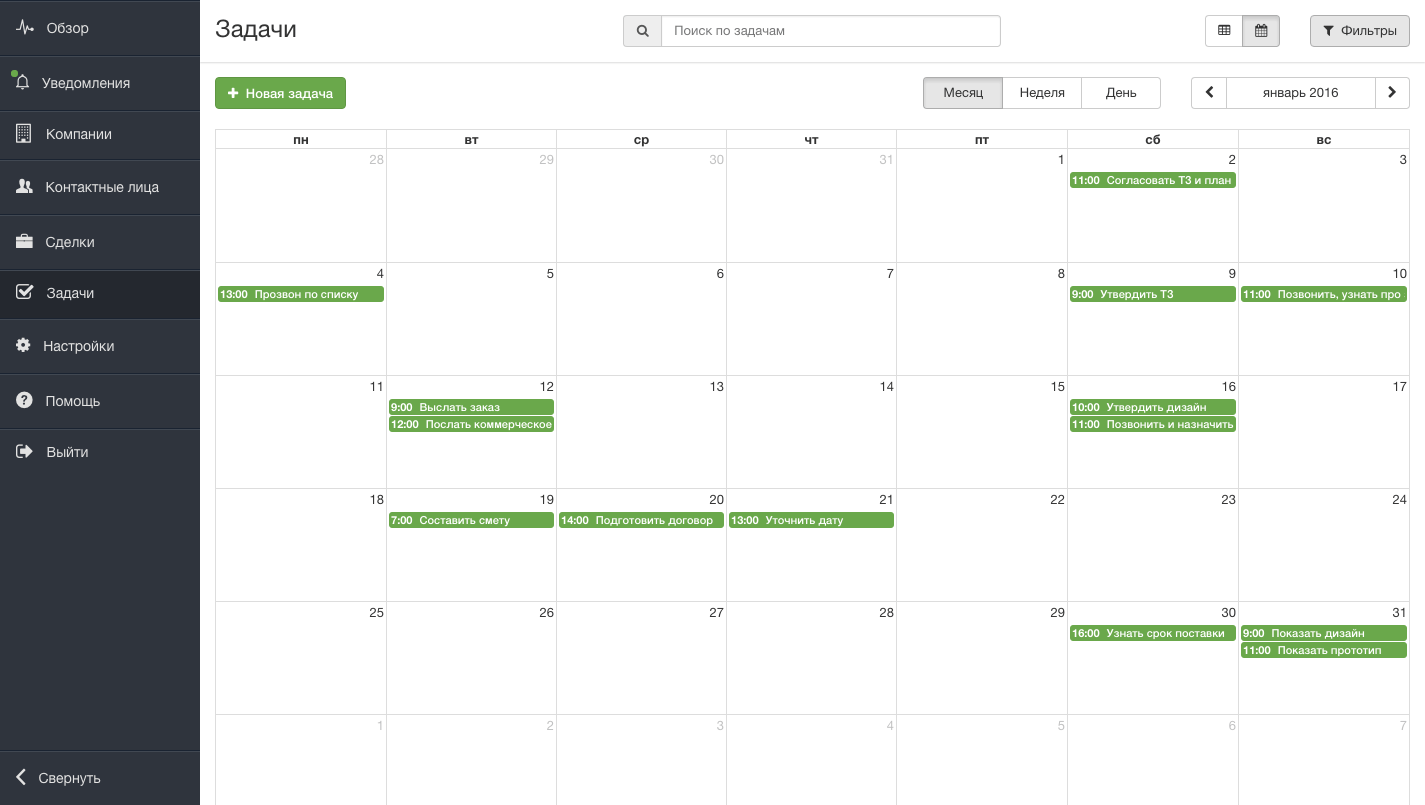 Обзор
Уведомления
Компании
Контактные лица
Сделки
Задачи
Настройки
Помощь
Выйти
Свернуть
Задачи
Поиск по задачам
Фильтры
Новая задача
Месяц Неделя День
январь 2016
пн вт ср чт пт сб вс
28 29 30 31 1 2 3
11:00 Согласовать ТЗ и план
4 5 6 7 8 9 10
13:00 Прозвон по списку
9:00 Утвердить ТЗ
11:00 Позвонить, узнать про
11 12 13 14 15 16 17
9:00 Выслать заказ
12:00 Послать коммерческое
10:00 Утвердить дизайн
11:00 Позвонить и назначить
18 19 20 21 22 23 24
7:00 Составить смету
14:00 Подготовить договор
13:00 Уточнить дату
25 26 27 28 29 30 31
16:00 Узнать срок поставки
9:00 Показать дизайн
11:00 Показать прототип
1 2 3 4 5 6 7